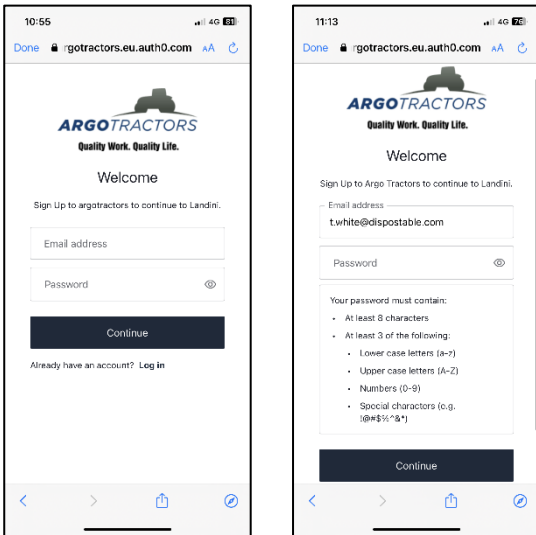 10:55
4G 81
Done rgotractors.eu.auth0.com AA
ARGOTRACTORS
Quality Work. Quality Life.
Welcome
Sign Up to argotractors to continue to Landini.
Email address
Password
Continue
Already have an account? Log in
11:13
4G 76
Done rgotractors.eu.auth0.com AA
ARGOTRACTORS
Quality Work. Quality Life.
Welcome
Sign Up to Argo Tractors to continue to Landini.
Email address
t.white@dispostable.com
Password
Your password must contain:
• At least 8 characters
• At least 3 of the following:
• Lower case letters (a-z)
• Upper case letters (A-Z)
• Numbers (0-9)
• Special characters (e.g.
!@#$%^&*)
Continue